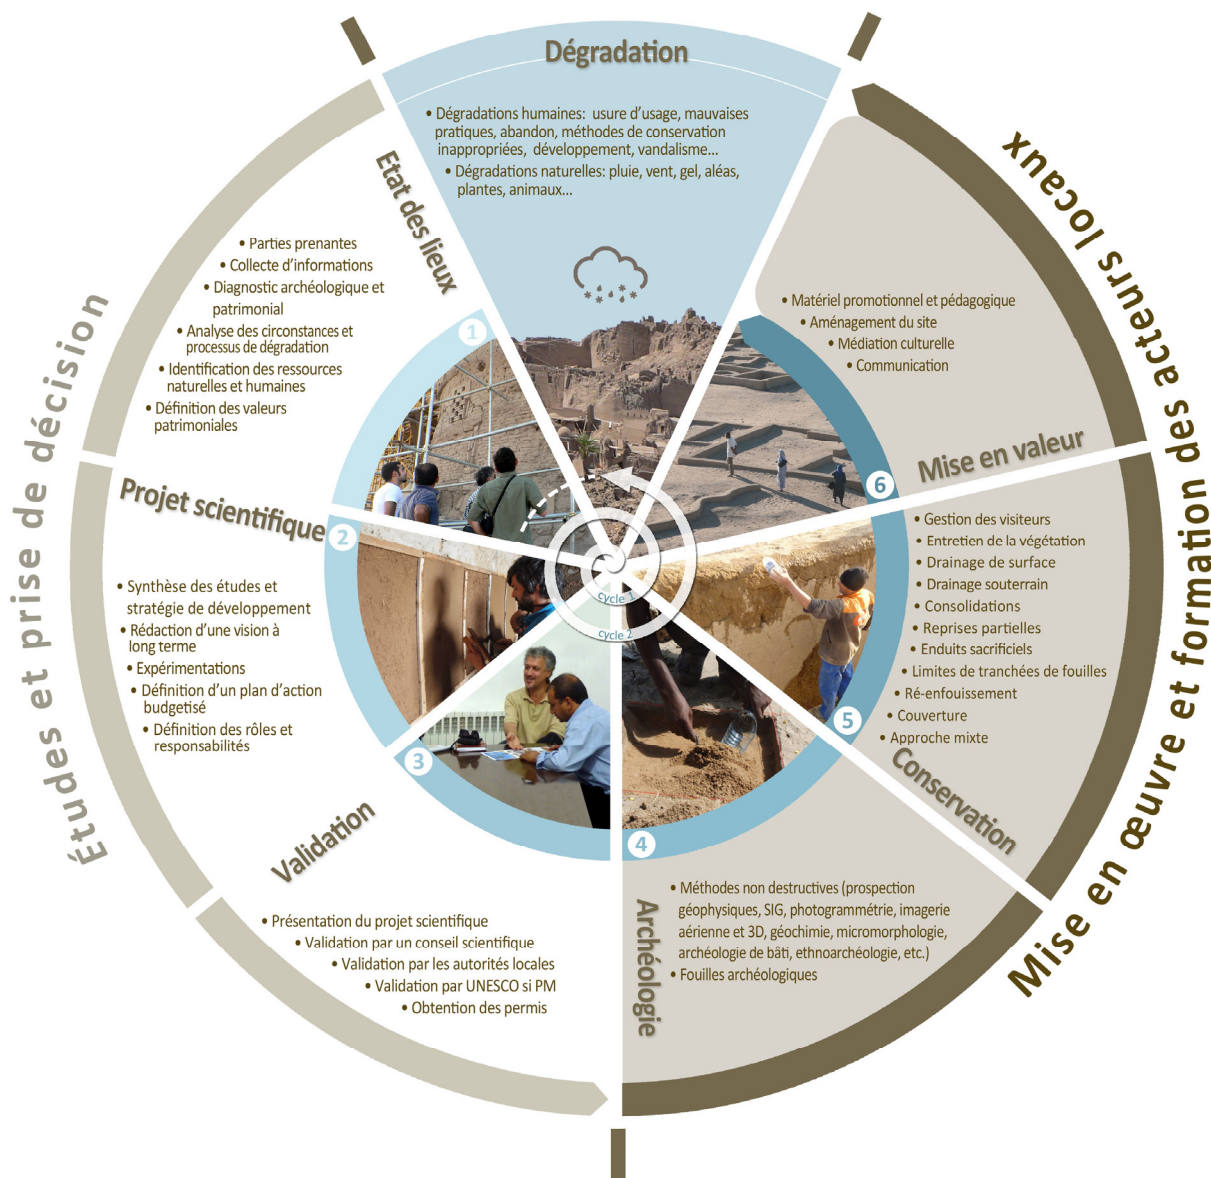 Dégradation
• Dégradations humaines: usure d'usage, mauvaises
pratiques, abandon, méthodes de conservation
inappropriées, développement, vandalisme...
• Dégradations naturelles: pluie, vent, gel, aléas,
plantes, animaux...
Études et prise de décision
Etat des lieux
1
• Parties prenantes
• Collecte d'informations
• Diagnostic archéologique et
patrimonial
• Analyse des circonstances et
processus de dégradation
• Identification des ressources
naturelles et humaines
• Définition des valeurs
patrimoniales
Projet scientifique
2
• Synthèse des études et
stratégie de développement
• Rédaction d'une vision à
long terme
• Expérimentations
• Définition d'un plan d'action
budgetisé
• Définition des rôles et
responsabilités
Validation
3
• Présentation du projet scientifique
• Validation par un conseil scientifique
• Validation par les autorités locales
• Validation par UNESCO si PM
• Obtention des permis
Mise en œuvre et formation des acteurs locaux
Archéologie
4
• Méthodes non destructives (prospection
géophysiques, SIG, photogrammétrie, imagerie
aérienne et 3D, géochimie, micromorphologie,
archéologie de bâti, ethnoarchéologie, etc.)
• Fouilles archéologiques
Conservation
5
• Gestion des visiteurs
• Entretien de la végétation
• Drainage de surface
• Drainage souterrain
• Consolidations
• Reprises partielles
• Enduits sacrificiels
• Limites de tranchées de fouilles
• Ré-enfouissement
• Couverture
• Approche mixte
Mise en valeur
6
• Matériel promotionnel et pédagogique
• Aménagement du site
• Médiation culturelle
• Communication
cycle 1
cycle 2